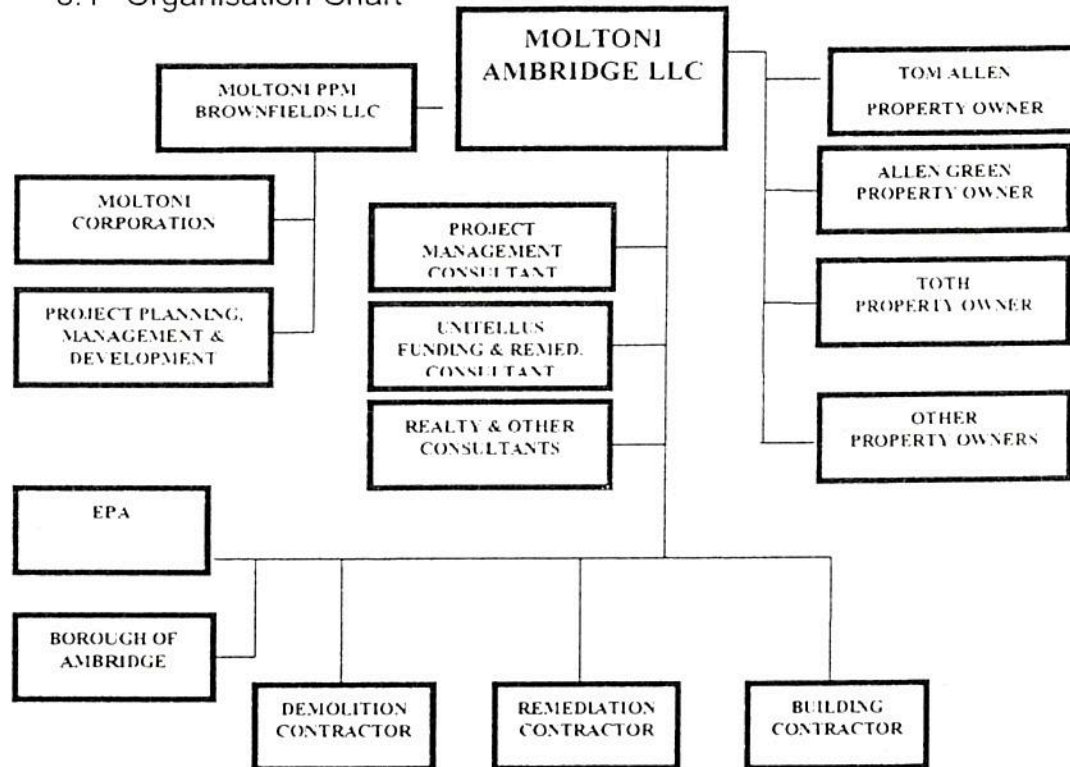 Organisation Chart
MOLTONI
AMBRIDGE LLC
MOLTONI PPM
BROWNFIELDS LLC
TOM ALLEN
PROPERTY OWNER
MOLTONI
CORPORATION
PROJECT
MANAGEMENT
CONSULTANT
ALLEN GREEN
PROPERTY OWNER
PROJECT PLANNING,
MANAGEMENT &
DEVELOPMENT
UNITELLUS
FUNDING & REMED.
CONSULTANT
TOTH
PROPERTY OWNER
REALTY & OTHER
CONSULTANTS
OTHER
PROPERTY OWNERS
EPA
BOROUGH OF
AMBRIDGE
DEMOLITION
CONTRACTOR
REMEDIATION
CONTRACTOR
BUILDING
CONTRACTOR